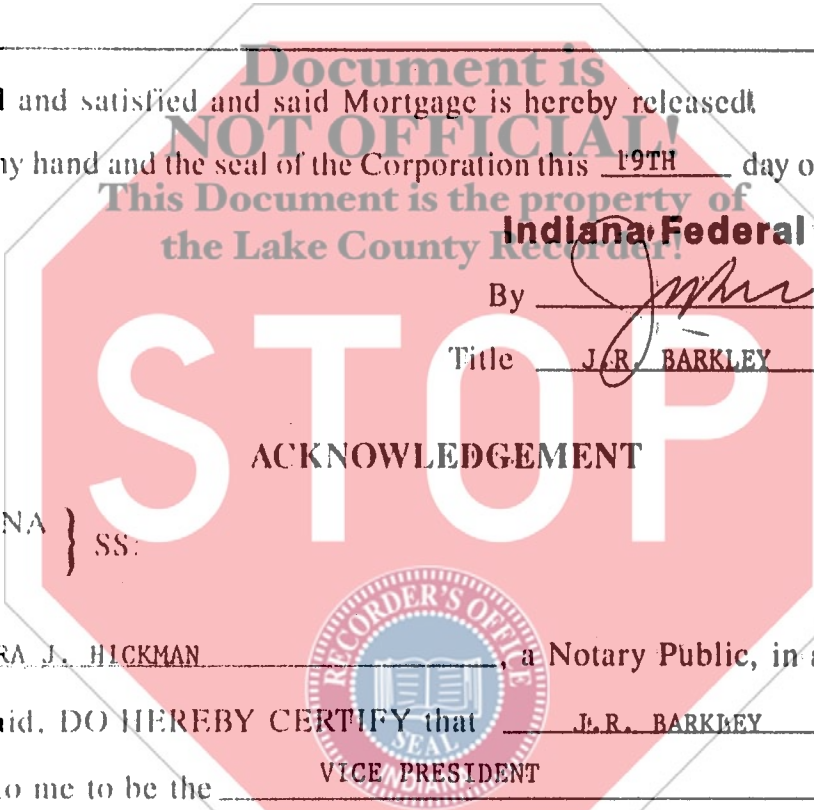 Document is
and satisfied and said Mortgage is hereby released
NOT OFFICIAL!
hand and the seal of the Corporation this 19TH day
This Document is the property of
Indiana Federal
the Lake County Recorder!
By
Title J.R. BARKLEY
STOP
ACKNOWLEDGEMENT
NA } SS:
RECORDER'S OFFICE
RA J. HICKMAN, a Notary Public, in
id, DO HEREBY CERTIFY that J.R. BARKLEY
SEAL
to me to be the VICE PRESIDENT
INDIANA